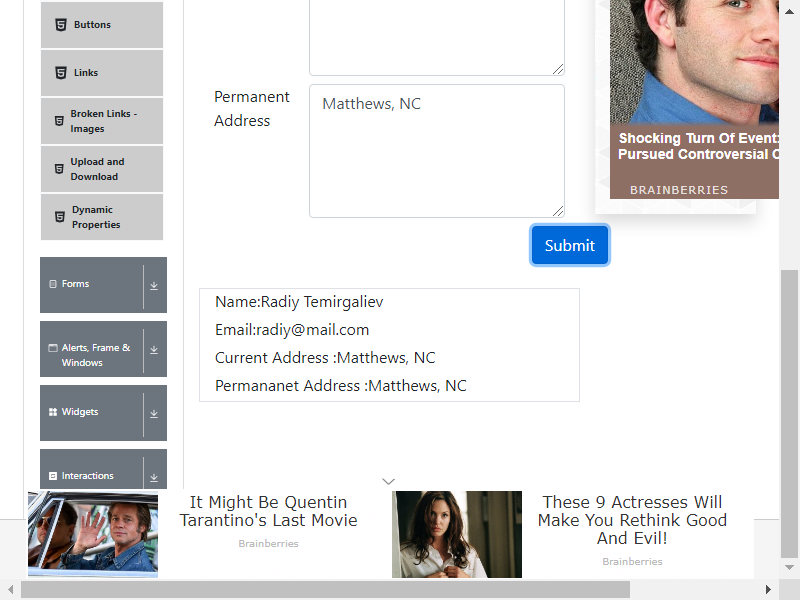 Buttons
Links
Broken Links -
Images
Upload and
Download
Dynamic
Properties
Forms
Alerts, Frame &
Windows
Widgets
Interactions
Permanent
Address
Matthews, NC
Submit
Name:Radiy Temirgaliev
Email:radiy@mail.com
Current Address :Matthews, NC
Permananet Address :Matthews, NC
Shocking Turn Of Event:
Pursued Controversial
BRAINBERRIES
It Might Be Quentin
Tarantino's Last Movie
Brainberries
These 9 Actresses Will
Make You Rethink Good
And Evil!
Brainberries